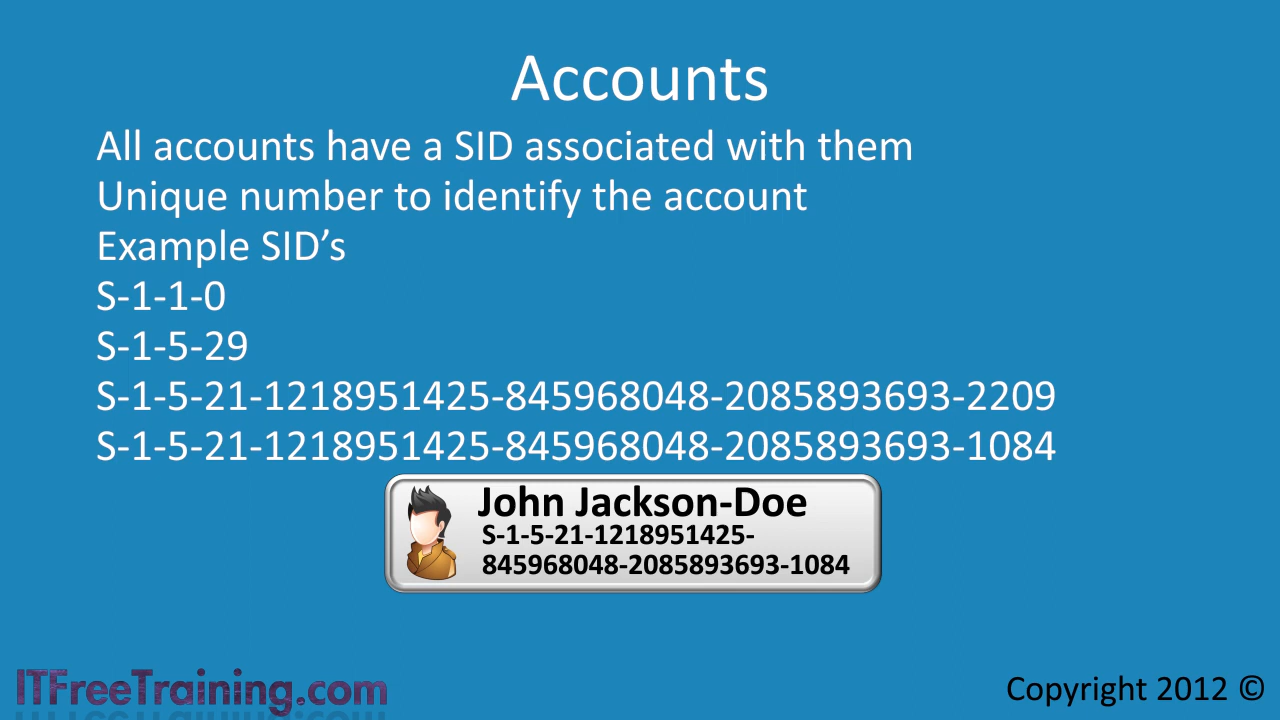 Accounts
All accounts have a SID associated with them
Unique number to identify the account
Example SID’s
S-1-1-0
S-1-5-29
S-1-5-21-1218951425-845968048-2085893693-2209
S-1-5-21-1218951425-845968048-2085893693-1084
John Jackson-Doe
S-1-5-21-1218951425-
845968048-2085893693-1084
ITFreeTraining.com
Copyright 2012 ©